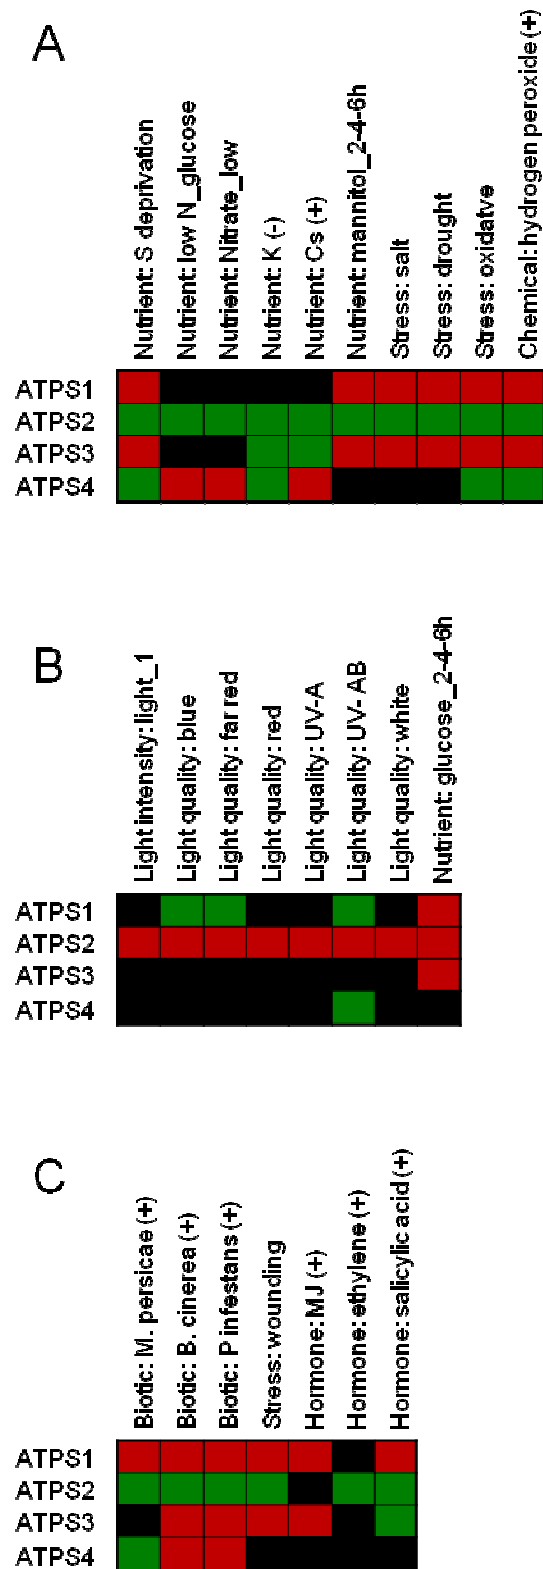 A
Nutrient: S deprivation
Nutrient: low N_glucose
Nutrient: Nitrate_low
Nutrient: K (-)
Nutrient: Cs (+)
Nutrient: mannitol_2-4-6h
Stress: salt
Stress: drought
Stress: oxidatve
Chemical: hydrogen peroxide (+)
ATPS1
ATPS2
ATPS3
ATPS4
B
Light intensity: light_1
Light quality: blue
Light quality: far red
Light quality: red
Light quality: UV-A
Light quality: UV- AB
Light quality: white
Nutrient: glucose_2-4-6h
ATPS1
ATPS2
ATPS3
ATPS4
C
Biotic: M. persicae (+)
Biotic: B. cinerea (+)
Biotic: P infestans (+)
Stress: wounding
Hormone: MJ (+)
Hormone: ethylene (+)
Hormone: salicylic acid (+)
ATPS1
ATPS2
ATPS3
ATPS4